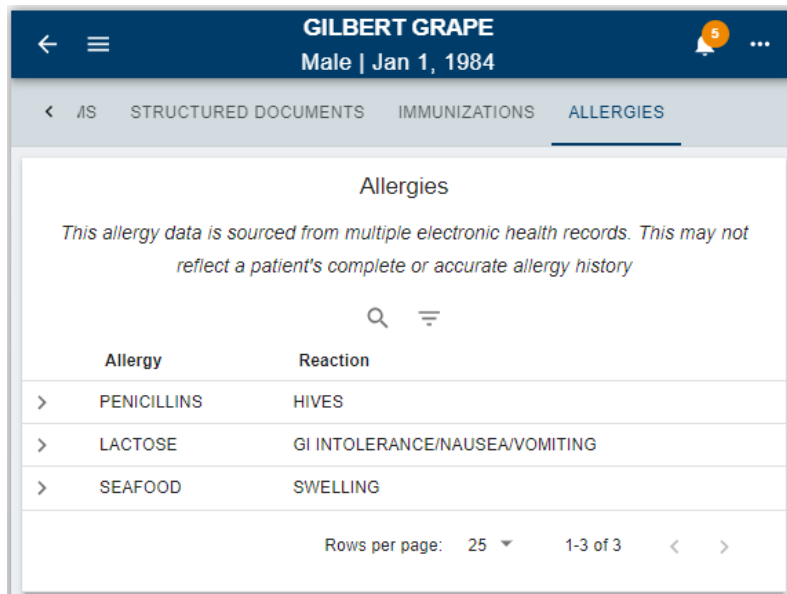 GILBERT GRAPE
5
Male | Jan 1, 1984
STRUCTURED DOCUMENTS IMMUNIZATIONS ALLERGIES
Allergies
This allergy data is sourced from multiple electronic health records. This may not
reflect a patient's complete or accurate allergy history
Allergy Reaction
PENICILLINS HIVES
LACTOSE GI INTOLERANCE/NAUSEA/VOMITING
SEAFOOD SWELLING
Rows per page: 25 1-3 of 3